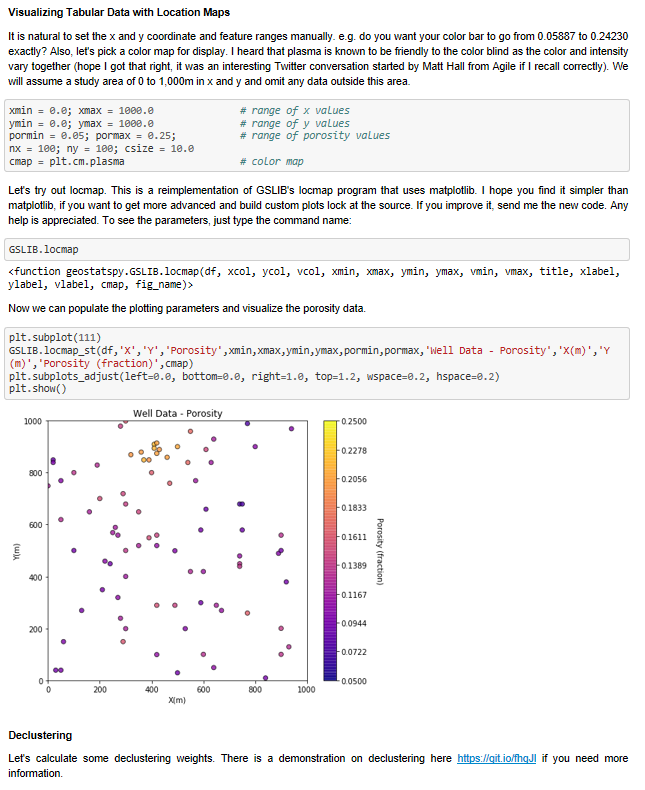 Visualizing Tabular Data with Location Maps
It is natural to set the x and y coordinate and feature ranges manually. e.g. do you want your color bar to go from 0.05887 to 0.24230
exactly? Also, let's pick a color map for display. I heard that plasma is known to be friendly to the color blind as the color and intensity
vary together (hope I got that right, it was an interesting Twitter conversation started by Matt Hall from Agile if I recall correctly). We
will assume a study area of 0 to 1,000m in x and y and omit any data outside this area.
xmin = 0.0; xmax = 1000.0 # range of x values
ymin = 0.0; ymax = 1000.0 # range of y values
pormin = 0.05; pormax = 0.25; # range of porosity values
nx = 100; ny = 100; csize = 10.0
cmap = plt.cm.plasma # color map
Let's try out locmap. This is a reimplementation of GSLIB's locmap program that uses matplotlib. I hope you find it simpler than
matplotlib, if you want to get more advanced and build custom plots lock at the source. If you improve it, send me the new code. Any
help is appreciated. To see the parameters, just type the command name:
GSLIB.locmap
<function geostatspy.GSLIB.locmap(df, xcol, ycol, vcol, xmin, xmax, ymin, ymax, vmin, vmax, title, xlabel,
ylabel, vlabel, cmap, fig_name)>
Now we can populate the plotting parameters and visualize the porosity data.
plt.subplot(111)
GSLIB.locmap_st(df,'X','Y','Porosity',xmin,xmax,ymin,ymax,pormin,pormax,'Well Data - Porosity','X(m)','Y
(m)','Porosity (fraction)',cmap)
plt.subplots_adjust(left=0.0, bottom=0.0, right=1.0, top=1.2, wspace=0.2, hspace=0.2)
plt.show()
Well Data - Porosity
1000
800
600
400
200
0
Y(m)
0 200 400 600 800 1000
X(m)
0.2500
0.2278
0.2056
0.1833
0.1611
0.1389
0.1167
0.0944
0.0722
0.0500
Porosity (fraction)
Declustering
Let's calculate some declustering weights. There is a demonstration on declustering here https://git.io/fhqJl if you need more
information.